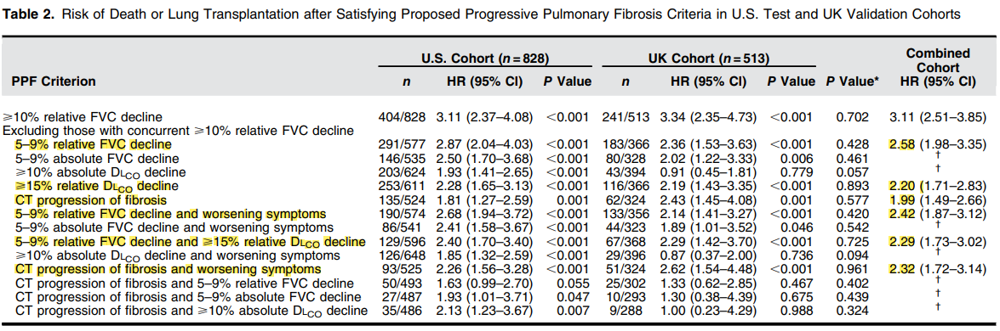 Table 2. Risk of Death or Lung Transplantation after Satisfying Proposed Progressive Pulmonary Fibrosis Criteria in U.S. Test and UK Validation Cohorts
U.S. Cohort (n = 828) UK Cohort (n = 513) Combined Cohort
PPF Criterion n HR (95% CI) P Value n HR (95% CI) P Value P Value* HR (95% CI)
⩾10% relative FVC decline 404/828 3.11 (2.37–4.08) <0.001 241/513 3.34 (2.35–4.73) <0.001 0.702 3.11 (2.51–3.85)
Excluding those with concurrent ⩾10% relative FVC decline
5–9% relative FVC decline 291/577 2.87 (2.04–4.03) <0.001 183/366 2.36 (1.53–3.63) <0.001 0.428 2.58 (1.98–3.35)
5–9% absolute FVC decline 146/535 2.50 (1.70–3.68) <0.001 80/328 2.02 (1.22–3.33) 0.006 0.461 †
⩾10% absolute DLCO decline 203/624 1.93 (1.41–2.65) <0.001 43/394 0.91 (0.45–1.81) 0.779 0.057 †
⩾15% relative DLCO decline 253/611 2.28 (1.65–3.13) <0.001 116/366 2.19 (1.43–3.35) <0.001 0.893 2.20 (1.71–2.83)
CT progression of fibrosis 135/524 1.81 (1.27–2.59) 0.001 62/324 2.43 (1.45–4.08) 0.001 0.577 1.99 (1.49–2.66)
5–9% relative FVC decline and worsening symptoms 190/574 2.68 (1.94–3.72) <0.001 133/356 2.14 (1.41–3.27) <0.001 0.420 2.42 (1.87–3.12)
5–9% absolute FVC decline and worsening symptoms 86/541 2.41 (1.58–3.67) <0.001 44/323 1.89 (1.01–3.52) 0.046 0.542 †
5–9% relative FVC decline and ⩾15% relative DLCO decline 129/596 2.40 (1.70–3.40) <0.001 67/368 2.29 (1.42–3.70) <0.001 0.725 2.29 (1.73–3.02)
⩾10% absolute DLCO decline and worsening symptoms 126/648 1.85 (1.32–2.59) <0.001 29/396 0.87 (0.37–2.00) 0.736 0.094 †
CT progression of fibrosis and worsening symptoms 93/525 2.26 (1.56–3.28) <0.001 51/324 2.62 (1.54–4.48) <0.001 0.961 2.32 (1.72–3.14)
CT progression of fibrosis and 5–9% relative FVC decline 50/493 1.63 (0.99–2.70) 0.055 25/302 1.33 (0.62–2.85) 0.467 0.402 †
CT progression of fibrosis and 5–9% absolute FVC decline 27/487 1.93 (1.01–3.71) 0.047 10/293 1.30 (0.38–4.39) 0.675 0.439 †
CT progression of fibrosis and ⩾10% absolute DLCO decline 35/486 2.13 (1.23–3.67) 0.007 9/288 1.00 (0.23–4.29) 0.988 0.324 †